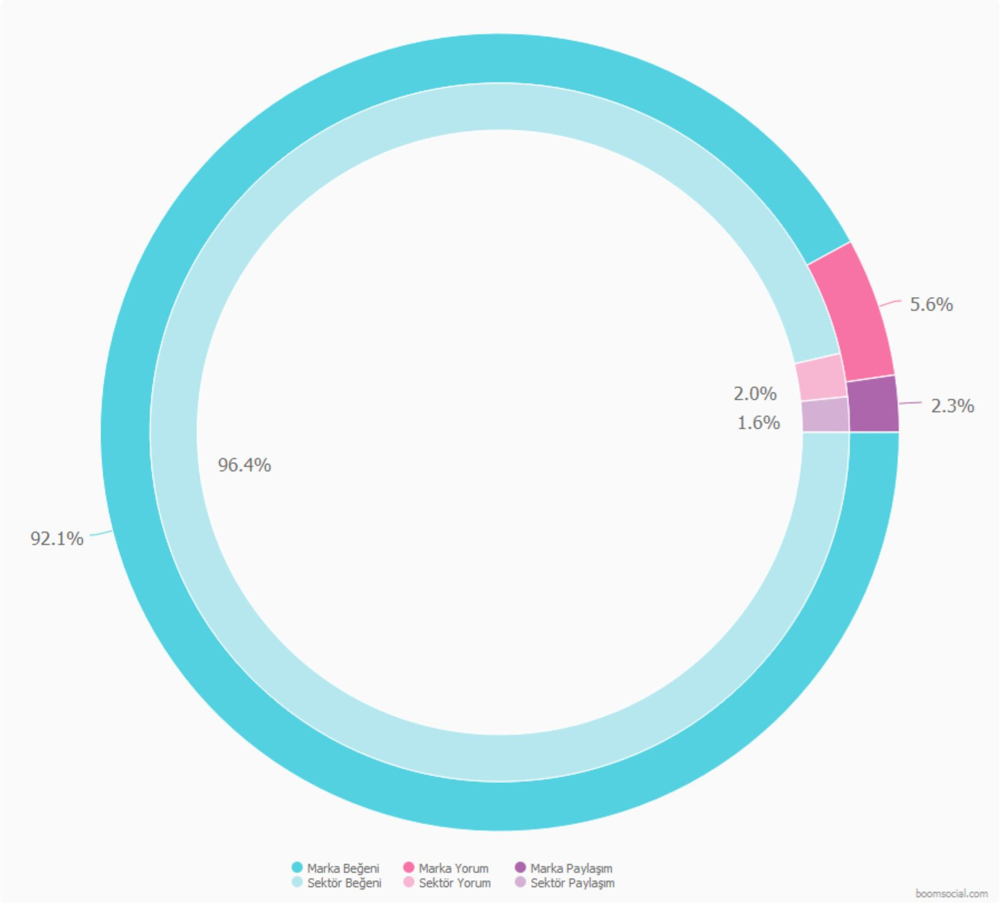 5.6%
2.0%
2.3%
1.6%
96.4%
92.1%
Marka Beğeni
Marka Yorum
Marka Paylaşım
Sektör Beğeni
Sektör Yorum
Sektör Paylaşım
boomsocial.com